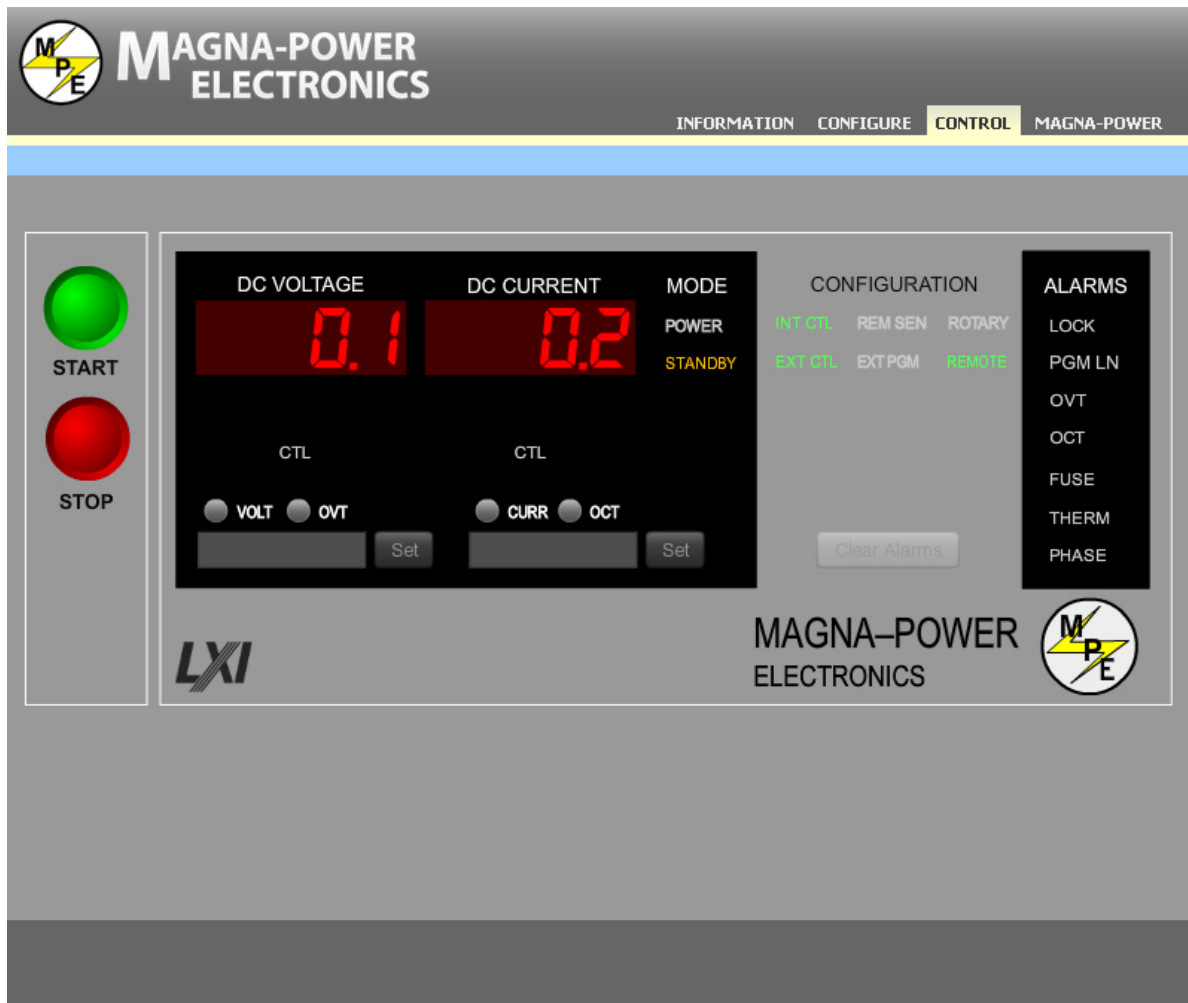 M
P
E
MAGNA-POWER
ELECTRONICS
INFORMATION CONFIGURE CONTROL MAGNA-POWER
START
STOP
DC VOLTAGE DC CURRENT MODE
0.1 0.2 POWER
STANDBY
CTL CTL
VOLT OVT CURR OCT
Set Set
CONFIGURATION
INT CTL REM SEN ROTARY
EXT CTL EXT PGM REMOTE
Clear Alarms
ALARMS
LOCK
PGM LN
OVT
OCT
FUSE
THERM
PHASE
LXI
MAGNA–POWER
ELECTRONICS
M
P
E